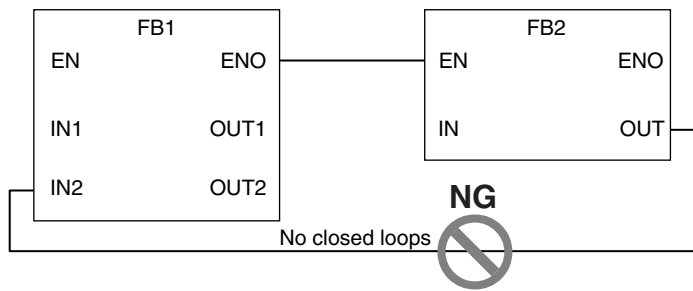 FB1
EN ENO
IN1 OUT1
IN2 OUT2
FB2
EN ENO
IN OUT
NG
No closed loops